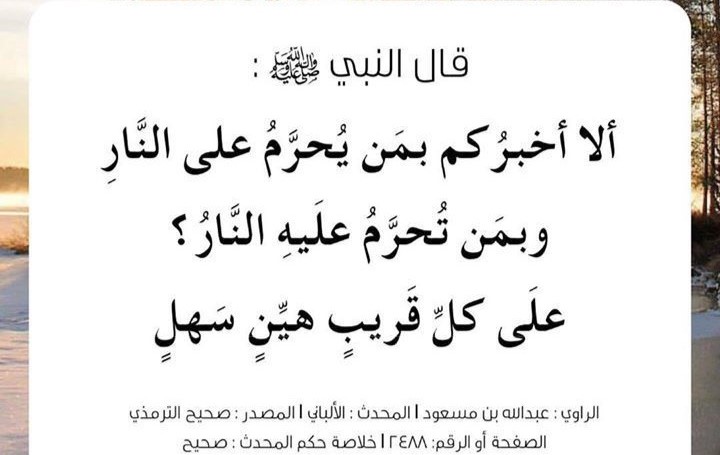 قال النبي ﷺ :
ألا أخبرُكم بمَن يُحرَّمُ على النَّارِ
وبمَن تُحرَّمُ علَيهِ النَّارُ ؟
علَى كلِّ قَريبٍ هيِّنٍ سَهلٍ
الراوي : عبدالله بن مسعود | المحدث : الألباني | المصدر : صحيح الترمذي
الصفحة أو الرقم: ٢٤٨٨ | خلاصة حكم المحدث : صحيح